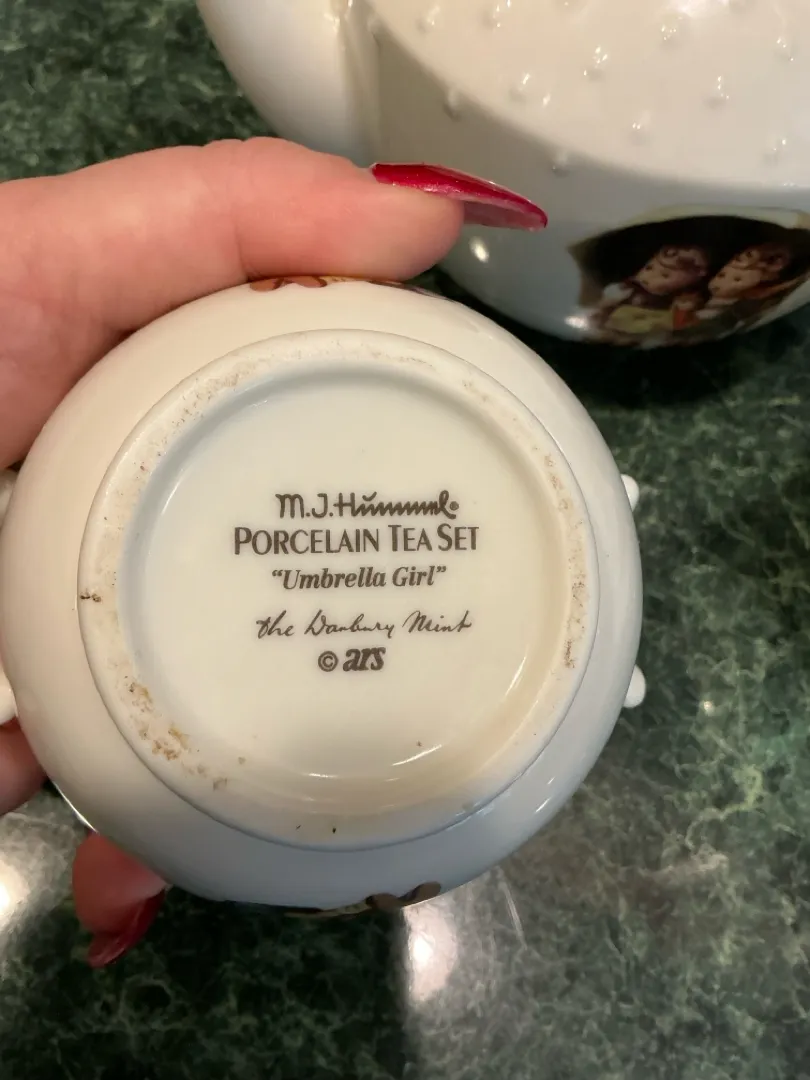 M.J.Hummel®
PORCELAIN TEA SET
“Umbrella Girl”
the Danbury Mint
© ars